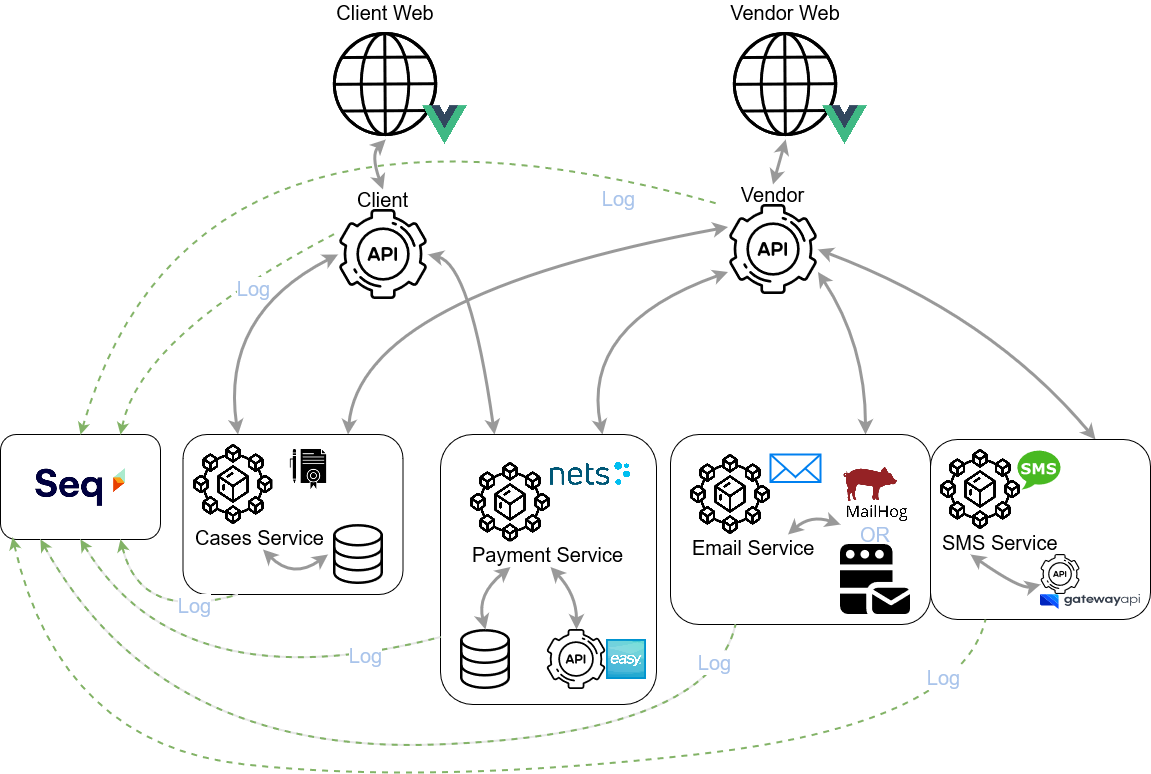 Client Web
Vendor Web
Client
API
Vendor
API
Log
Log
Seq
Cases Service
nets
Payment Service
API
easy
Email Service
MailHog
OR
SMS
SMS Service
API
gatewayapi
Log
Log
Log
Log